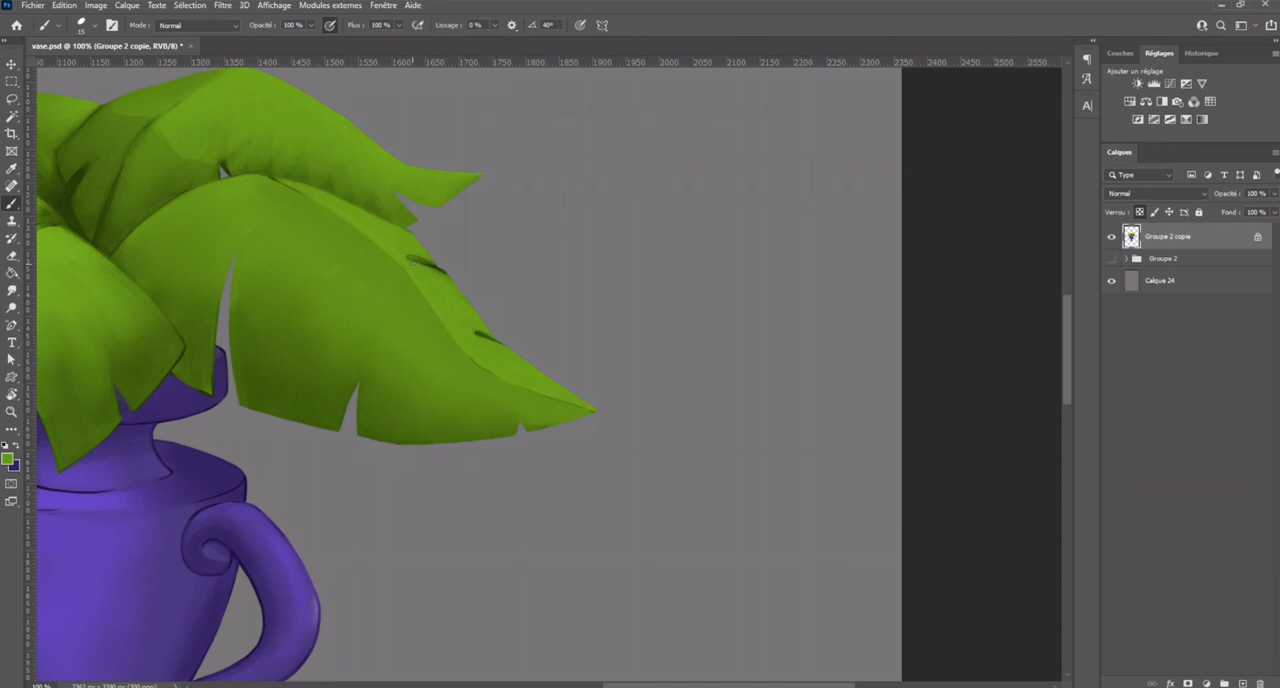 Ps Fichier Edition Image Calque Texte Sélection Filtre 3D Affichage Modules externes Fenêtre Aide
15 Mode : Normal Opacité : 100 % Flux : 100 % Lissage : 0 % 40°
vase.psd @ 100% (Groupe 2 copie, RVB/8) * ×
1100 1150 1200 1250 1300 1350 1400 1450 1500 1550 1600 1650 1700 1750 1800 1850 1900 1950 2000 2050 2100 2150 2200 2250 2300 2350 2400 2450 2500 2550
Couches Réglages Historique
Ajouter un réglage
Calques
Type
Normal Opacité : 100 %
Verrou : Fond : 100 %
Groupe 2 copie
Groupe 2
Calque 24
100 %